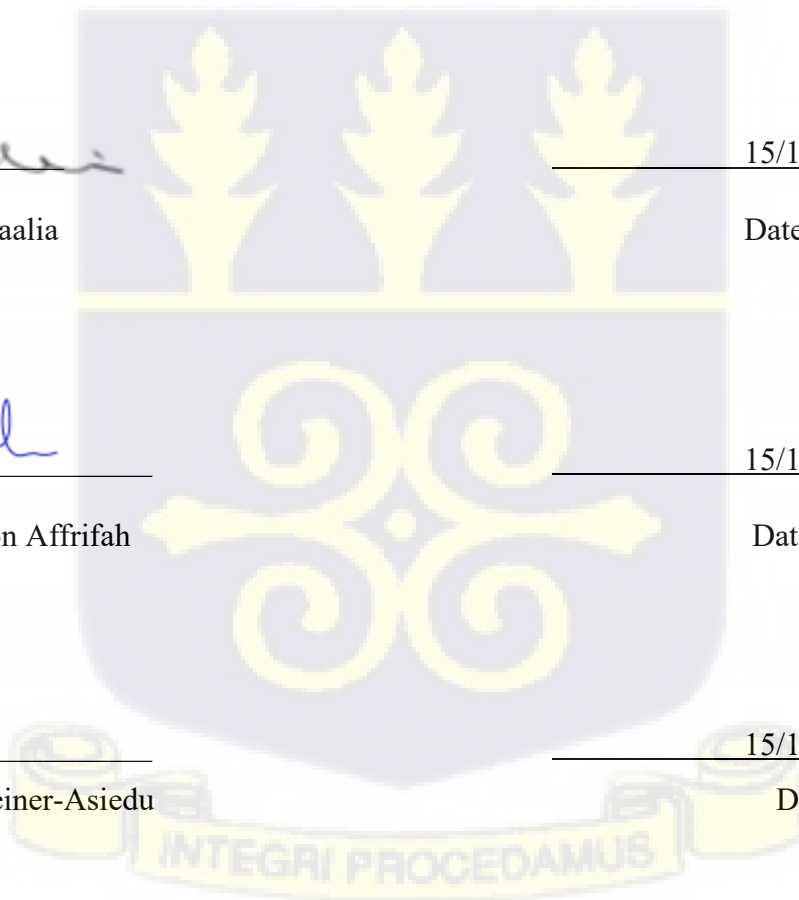 15/1
aalia Date
15/1
n Affrifah Dat
15/1
einer-Asiedu D
INTEGRI PROCEDAMUS